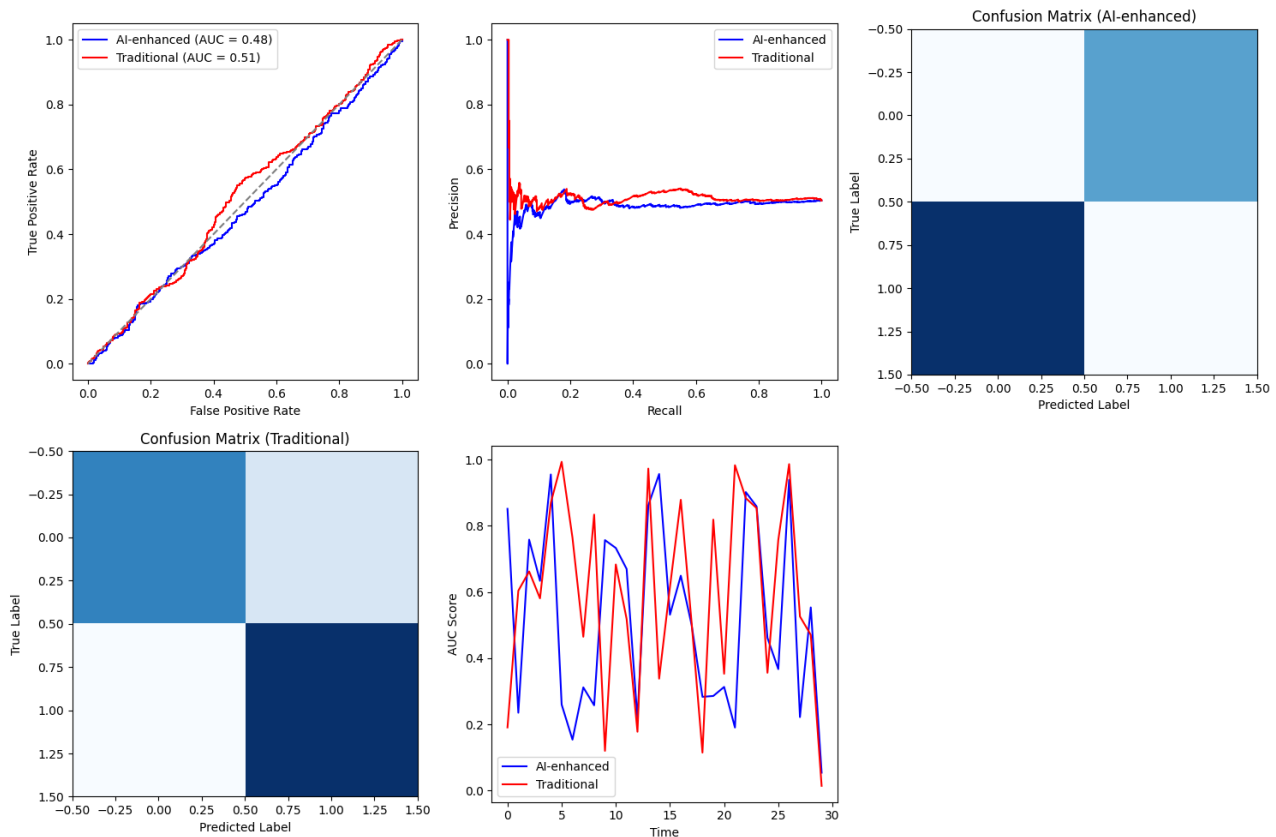 1.0
0.8
0.6
0.4
0.2
0.0
True Positive Rate
AI-enhanced (AUC = 0.48)
Traditional (AUC = 0.51)
0.0 0.2 0.4 0.6 0.8 1.0
False Positive Rate
1.0
0.8
0.6
0.4
0.2
0.0
Precision
AI-enhanced
Traditional
0.0 0.2 0.4 0.6 0.8 1.0
Recall
Confusion Matrix (AI-enhanced)
−0.50
−0.25
0.00
0.25
0.50
0.75
1.00
1.25
1.50
True Label
−0.50 −0.25 0.00 0.25 0.50 0.75 1.00 1.25 1.50
Predicted Label
Confusion Matrix (Traditional)
−0.50
−0.25
0.00
0.25
0.50
0.75
1.00
1.25
1.50
True Label
−0.50 −0.25 0.00 0.25 0.50 0.75 1.00 1.25 1.50
Predicted Label
1.0
0.8
0.6
0.4
0.2
0.0
AUC Score
AI-enhanced
Traditional
0 5 10 15 20 25 30
Time